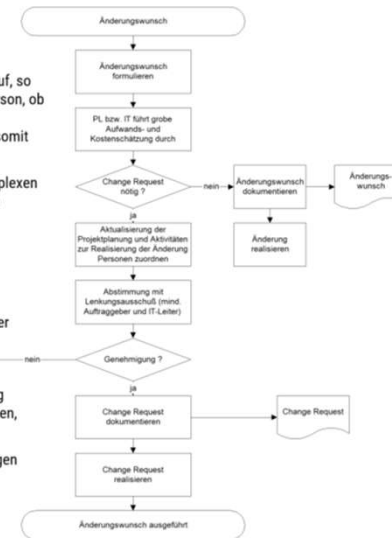 uf, so
son, ob
somit
plexen
er
g
en,
gen
Änderungswunsch
Änderungswunsch
formulieren
PL bzw. IT führt grobe
Aufwands- und
Kostenschätzung durch
Change Request
nötig ?
nein
Änderungswunsch
dokumentieren
Änderungs-
wunsch
ja
Änderung
realisieren
Aktualisierung der
Projektplanung und Aktivitäten
zur Realisierung der Änderung
Personen zuordnen
Abstimmung mit
Lenkungsausschuß (mind.
Auftraggeber und IT-Leiter)
nein
Genehmigung ?
ja
Change Request
dokumentieren
Change Request
Change Request
realisieren
Änderungswunsch ausgeführt